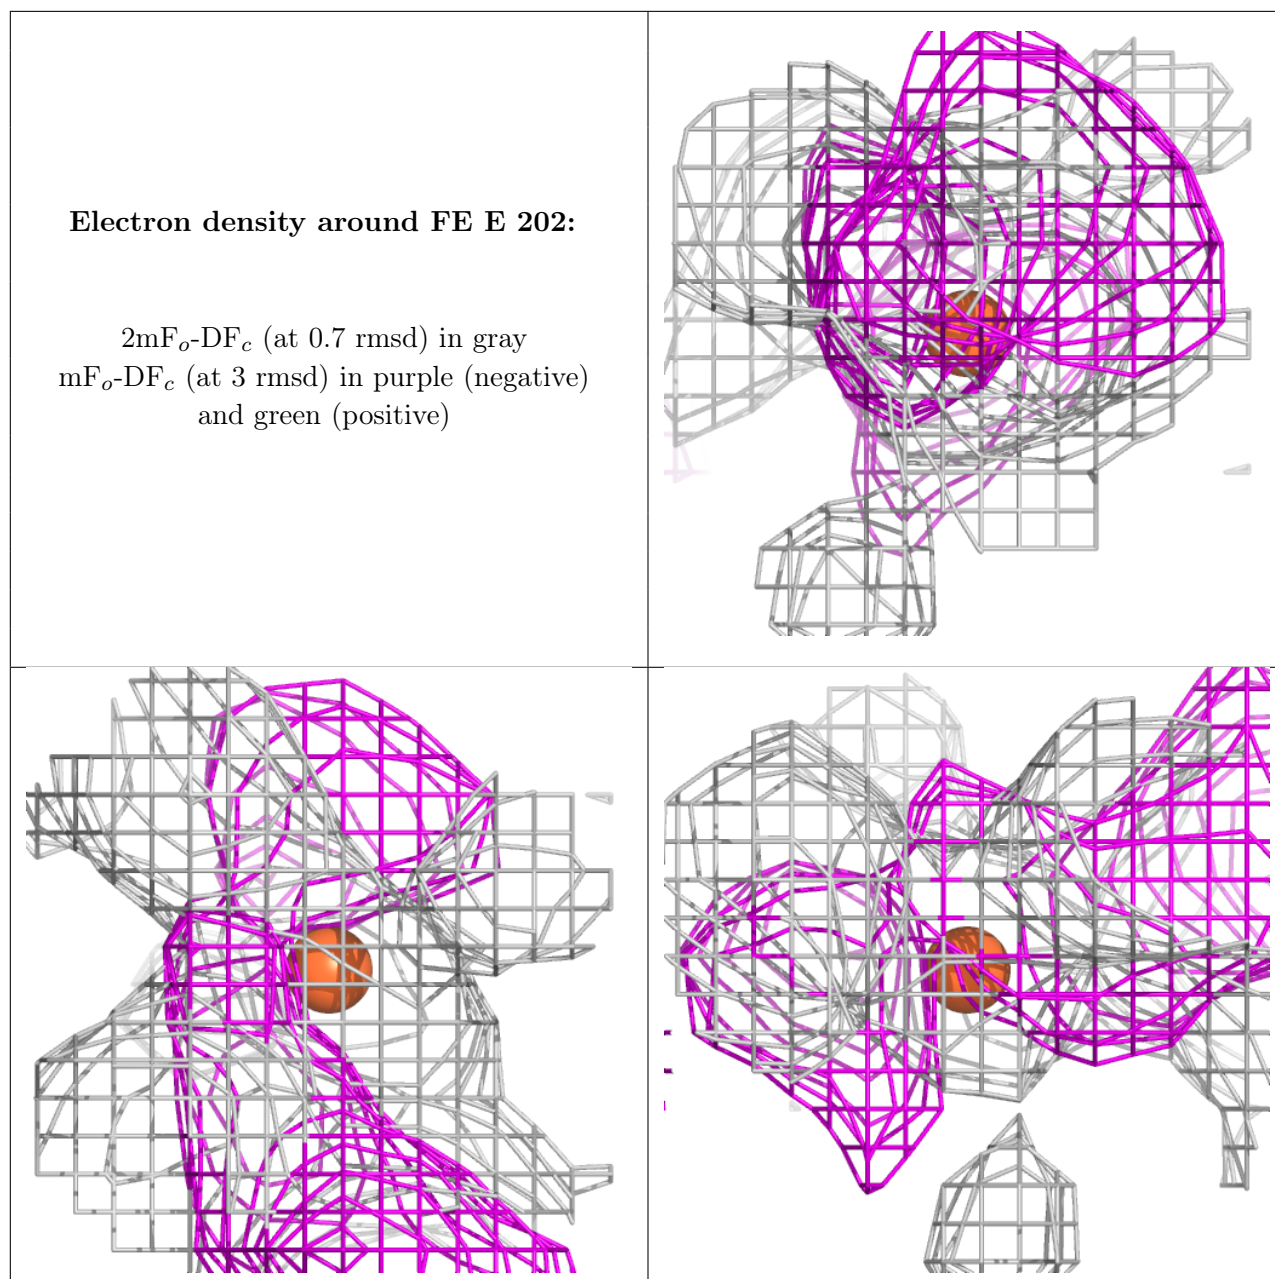 Electron density around FE E 202:
2mFo-DFc (at 0.7 rmsd) in gray
mFo-DFc (at 3 rmsd) in purple (negative)
and green (positive)